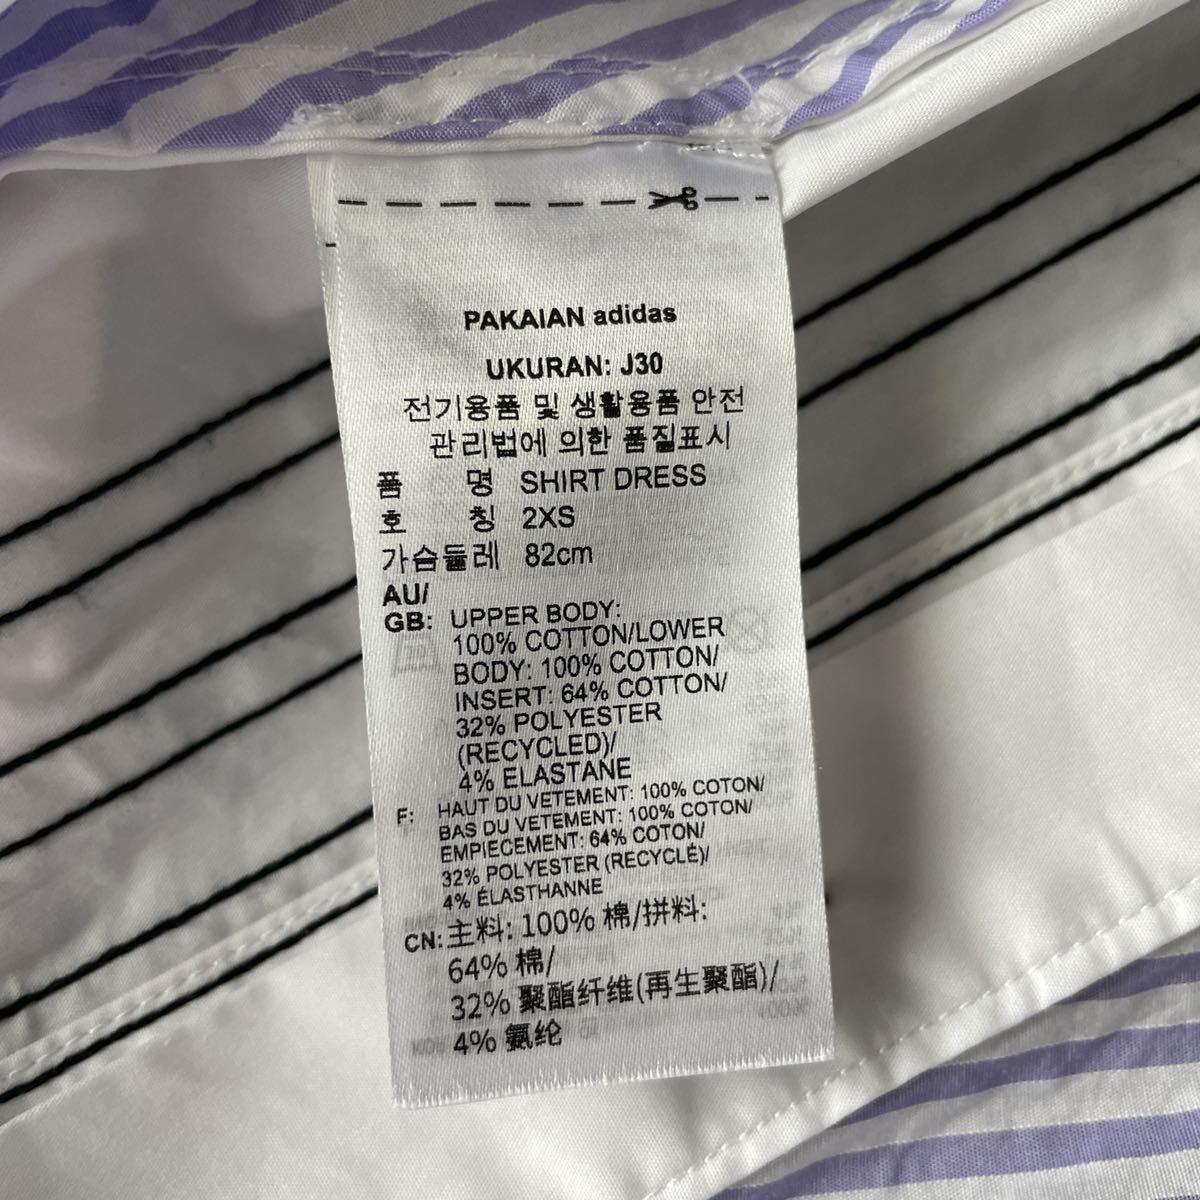 PAKAIAN adidas
UKURAN: J30
전기용품 및 생활용품 안전
관리법에 의한 품질표시
품 명 SHIRT DRESS
호 칭 2XS
가슴둘레 82cm
AU/
GB: UPPER BODY:
100% COTTON/LOWER
BODY: 100% COTTON/
INSERT: 64% COTTON/
32% POLYESTER
(RECYCLED)/
4% ELASTANE
F: HAUT DU VETEMENT: 100% COTON/
BAS DU VETEMENT: 100% COTON/
EMPIECEMENT: 64% COTON/
32% POLYESTER (RECYCLÉ)/
4% ÉLASTHANNE
CN: 主料: 100% 棉/拼料:
64% 棉/
32% 聚酯纤维(再生聚酯)/
4% 氨纶